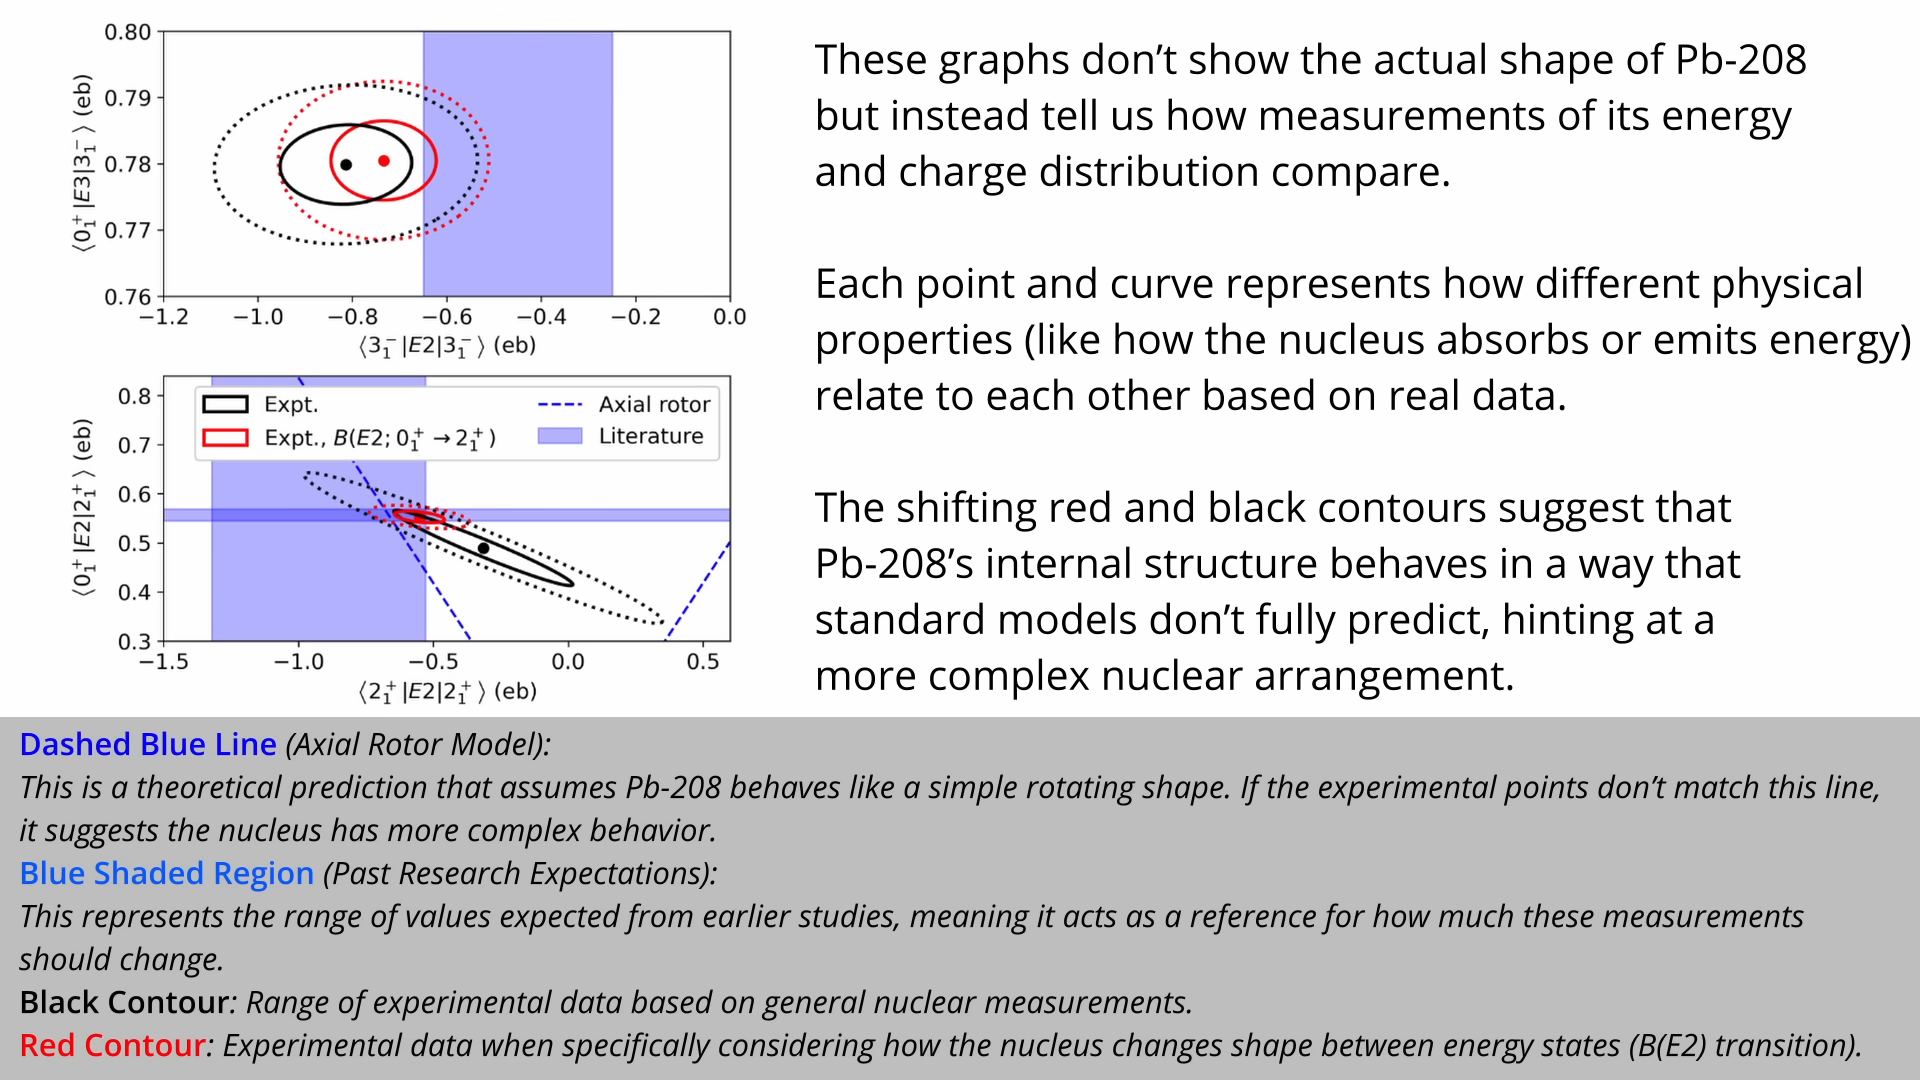 0.80
0.79
0.78
0.77
0.76
⟨0₁⁺|E3|3₁⁻⟩ (eb)
−1.2 −1.0 −0.8 −0.6 −0.4 −0.2 0.0
⟨3₁⁻|E2|3₁⁻⟩ (eb)
0.8
0.7
0.6
0.5
0.4
0.3
⟨0₁⁺|E2|2₁⁺⟩ (eb)
Expt.
Expt., B(E2; 0₁⁺ → 2₁⁺)
Axial rotor
Literature
−1.5 −1.0 −0.5 0.0 0.5
⟨2₁⁺|E2|2₁⁺⟩ (eb)
These graphs don’t show the actual shape of Pb-208
but instead tell us how measurements of its energy
and charge distribution compare.
Each point and curve represents how different physical
properties (like how the nucleus absorbs or emits energy)
relate to each other based on real data.
The shifting red and black contours suggest that
Pb-208’s internal structure behaves in a way that
standard models don’t fully predict, hinting at a
more complex nuclear arrangement.
Dashed Blue Line (Axial Rotor Model):
This is a theoretical prediction that assumes Pb-208 behaves like a simple rotating shape. If the experimental points don’t match this line,
it suggests the nucleus has more complex behavior.
Blue Shaded Region (Past Research Expectations):
This represents the range of values expected from earlier studies, meaning it acts as a reference for how much these measurements
should change.
Black Contour: Range of experimental data based on general nuclear measurements.
Red Contour: Experimental data when specifically considering how the nucleus changes shape between energy states (B(E2) transition).